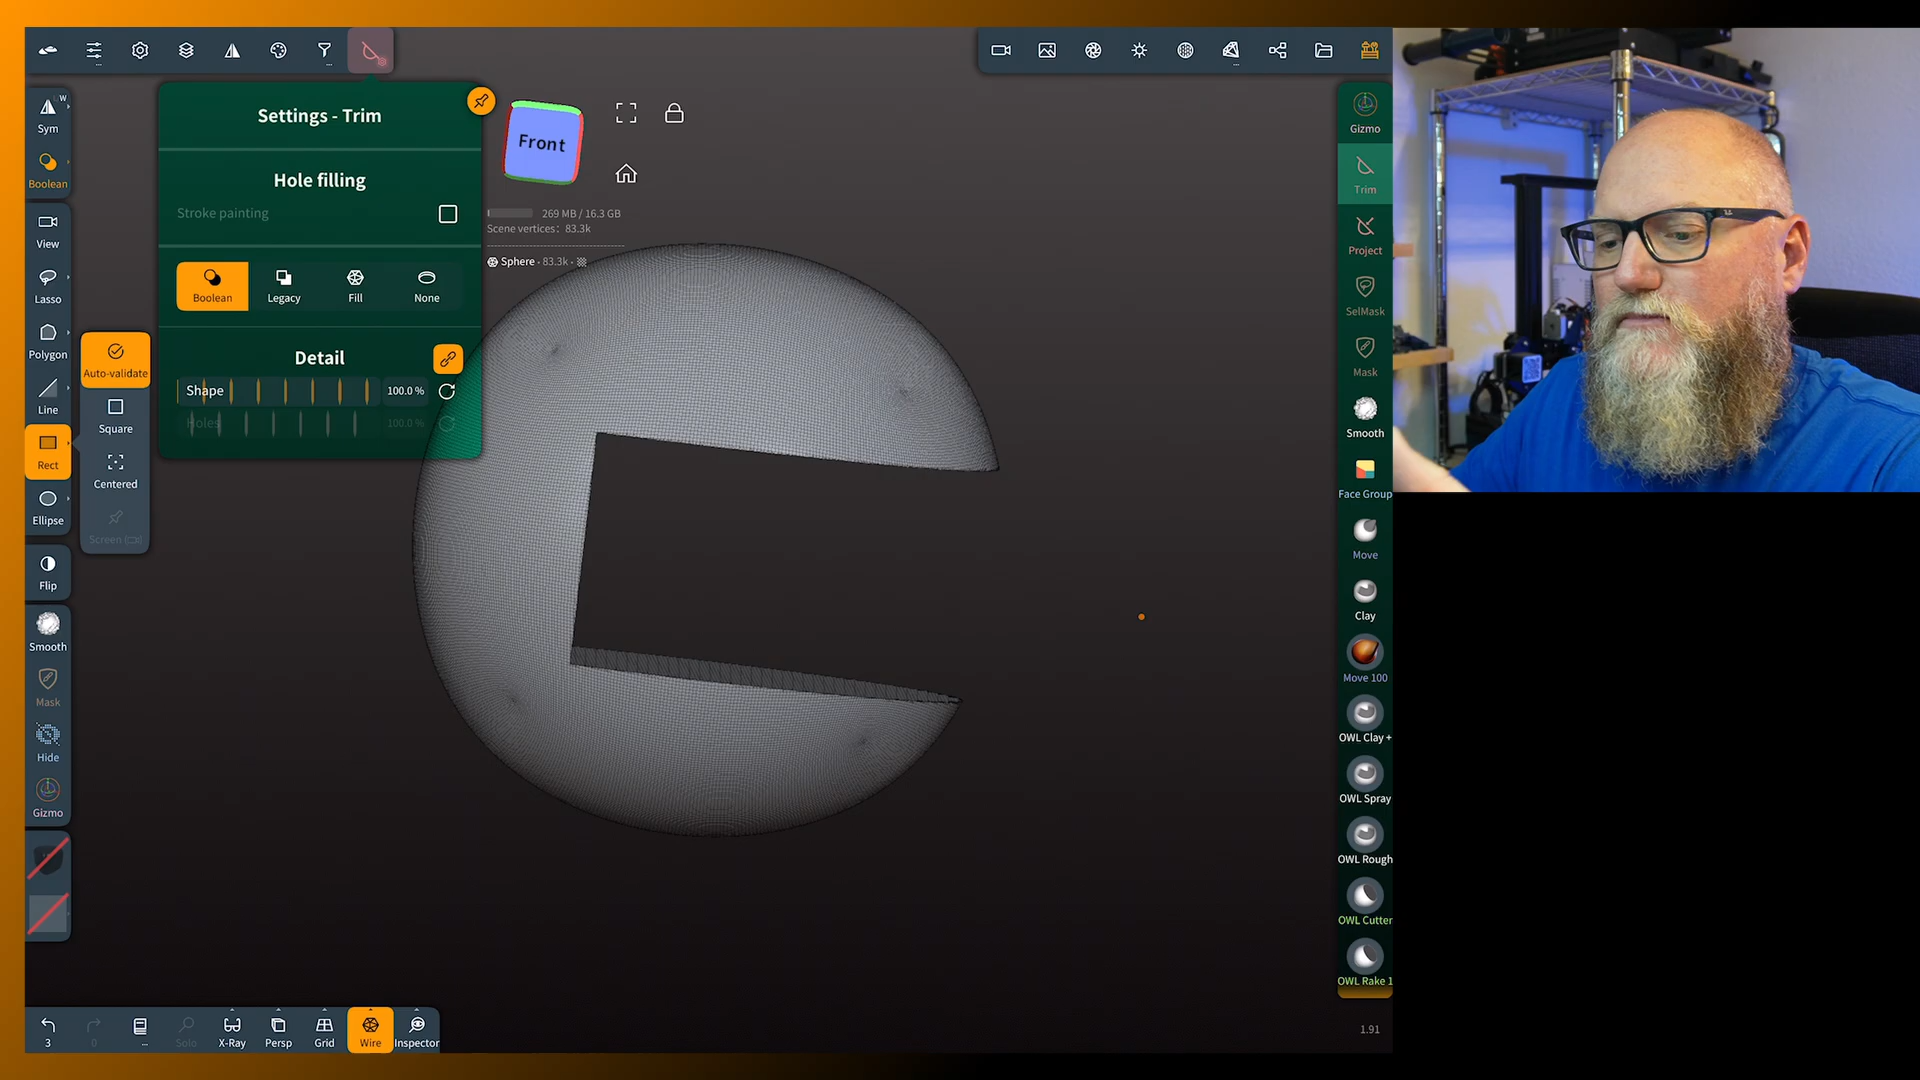 Settings - Trim
Hole filling
Stroke painting
Boolean
Legacy
Fill
None
Detail
Shape
100.0 %
Holes
100.0 %
Front
269 MB / 16.3 GB
Scene vertices: 83.3k
Sphere - 83.3k -
W
Sym
Boolean
View
Lasso
Polygon
Line
Rect
Ellipse
Flip
Smooth
Mask
Hide
Gizmo
Auto-validate
Square
Centered
Screen
Gizmo
Trim
Project
SelMask
Mask
Smooth
Face Group
Move
Clay
Move 100
OWL Clay +
OWL Spray
OWL Rough
OWL Cutter
OWL Rake 1
3
0
...
Solo
X-Ray
Persp
Grid
Wire
Inspector
1.91